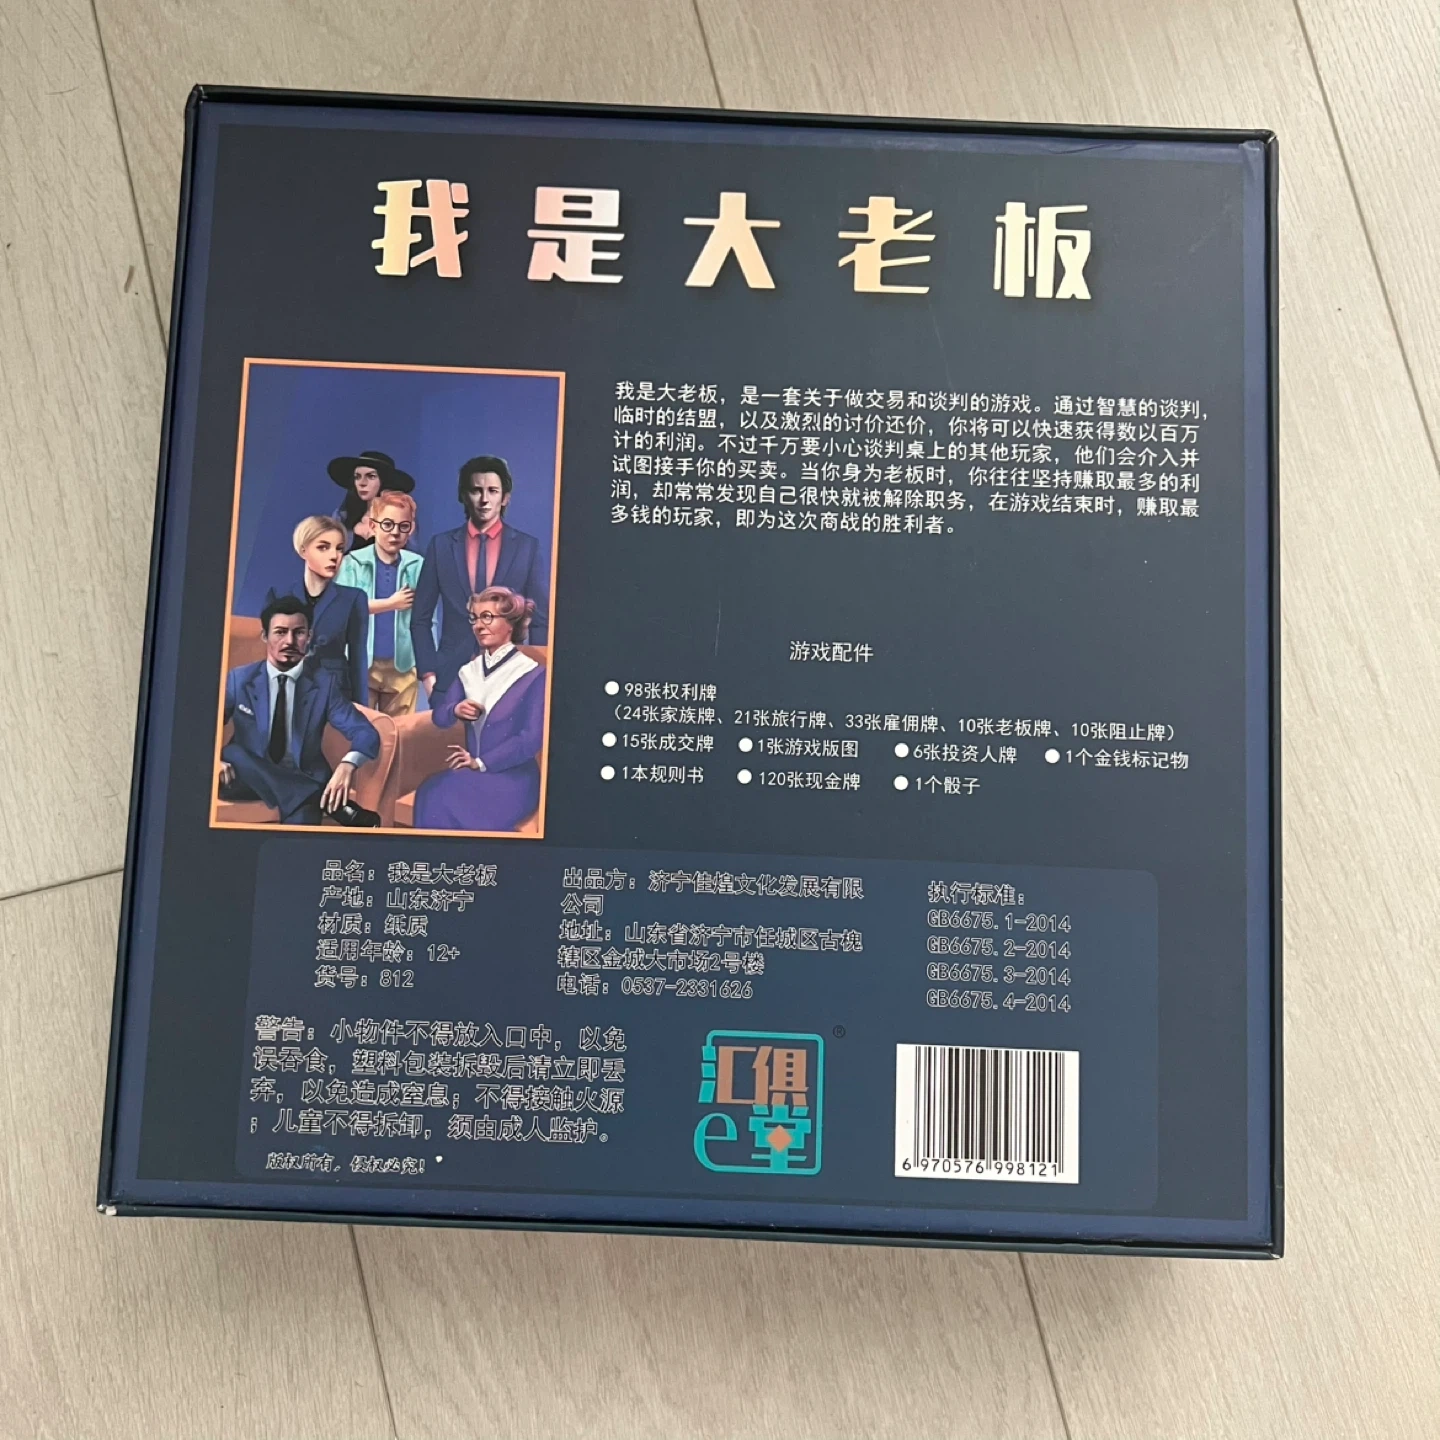 我是大老板
我是大老板，是一套关于做交易和谈判的游戏。通过智慧的谈判，
临时的结盟，以及激烈的讨价还价，你将可以快速获得数以百万
计的利润。不过千万要小心谈判桌上的其他玩家，他们会介入并
试图接手你的买卖。当你身为老板时，你往往坚持赚取最多的利
润，却常常发现自己很快就被解除职务，在游戏结束时，赚取最
多钱的玩家，即为这次商战的胜利者。
游戏配件
●98张权利牌
（24张家族牌、21张旅行牌、33张雇佣牌、10张老板牌、10张阻止牌）
●15张成交牌 ●1张游戏版图 ●6张投资人牌 ●1个金钱标记物
●1本规则书 ●120张现金牌 ●1个骰子
品名：我是大老板
产地：山东济宁
材质：纸质
适用年龄：12+
货号：812
出品方：济宁佳煌文化发展有限
公司
地址：山东省济宁市任城区古槐
辖区金城大市场2号楼
电话：0537-2331626
执行标准：
GB6675.1-2014
GB6675.2-2014
GB6675.3-2014
GB6675.4-2014
警告：小物件不得放入口中，以免
误吞食，塑料包装拆毁后请立即丢
弃，以免造成窒息；不得接触火源
；儿童不得拆卸，须由成人监护。
版权所有，侵权必究！
®
汇俱
e堂
6 970576 998121